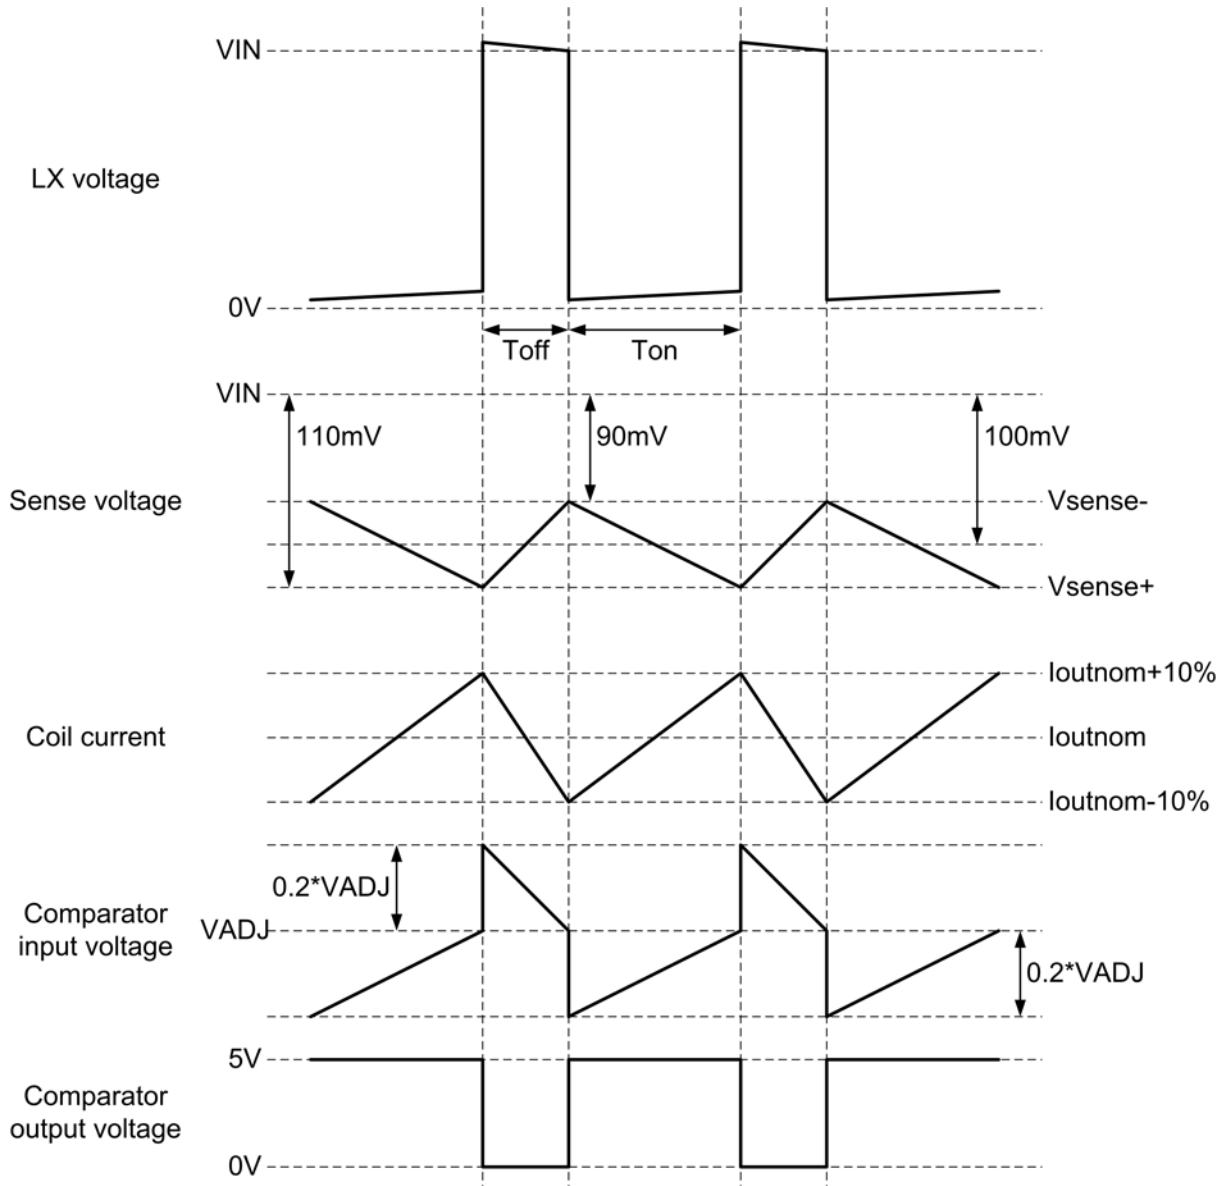 VIN
LX voltage
0V
Toff
Ton
VIN
110mV
90mV
100mV
Sense voltage
Vsense-
Vsense+
Ioutnom+10%
Coil current
Ioutnom
Ioutnom-10%
0.2*VADJ
Comparator
input voltage
VADJ
0.2*VADJ
5V
Comparator
output voltage
0V